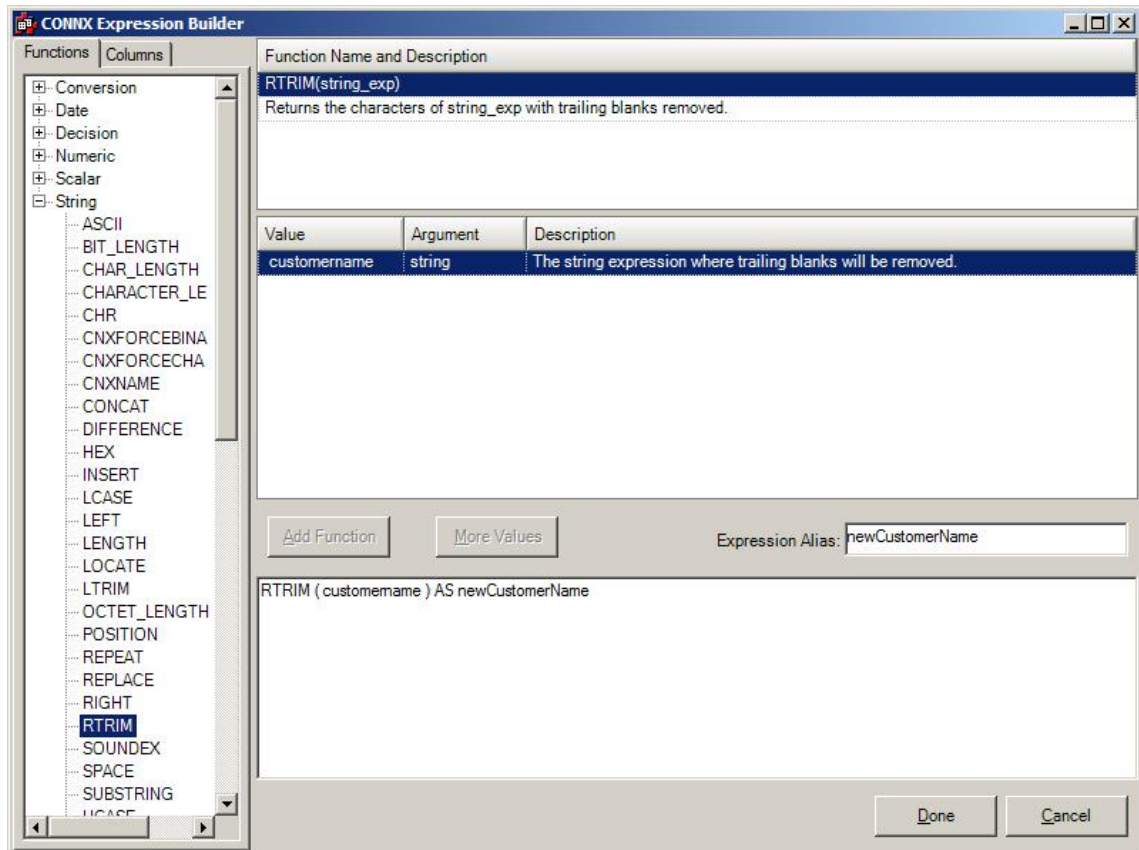 CONNX Expression Builder
Functions Columns
Conversion
Date
Decision
Numeric
Scalar
String
ASCII
BIT_LENGTH
CHAR_LENGTH
CHARACTER_LE
CHR
CNXFORCEBINA
CNXFORCECHA
CNXNAME
CONCAT
DIFFERENCE
HEX
INSERT
LCASE
LEFT
LENGTH
LOCATE
LTRIM
OCTET_LENGTH
POSITION
REPEAT
REPLACE
RIGHT
RTRIM
SOUNDEX
SPACE
SUBSTRING
UCASE
Function Name and Description
RTRIM(string_exp)
Returns the characters of string_exp with trailing blanks removed.
Value Argument Description
customername string The string expression where trailing blanks will be removed.
Add Function More Values Expression Alias: newCustomerName
RTRIM ( customername ) AS newCustomerName
Done Cancel